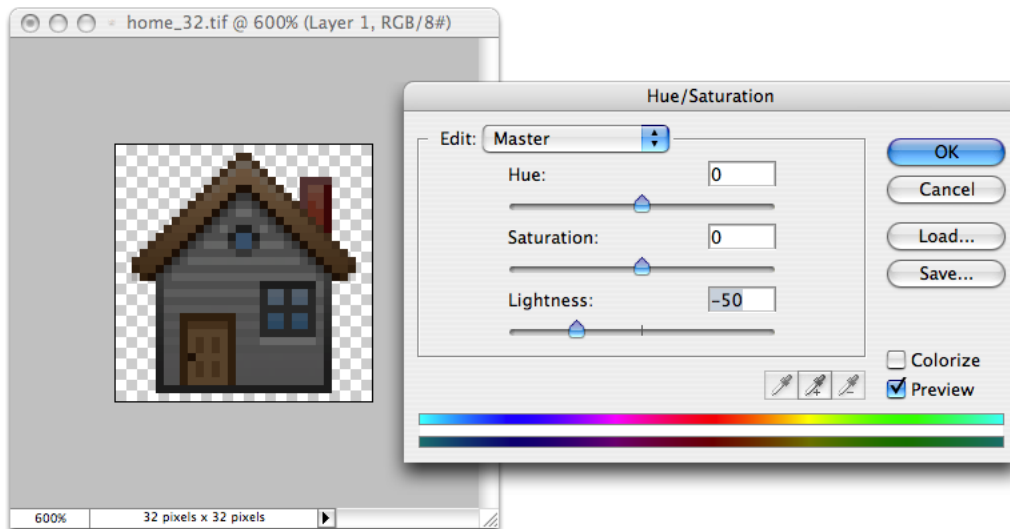 home_32.tif @ 600% (Layer 1, RGB/8#)
Hue/Saturation
Edit: Master
Hue: 0
Saturation: 0
Lightness: -50
OK
Cancel
Load...
Save...
Colorize
Preview
600% 32 pixels x 32 pixels